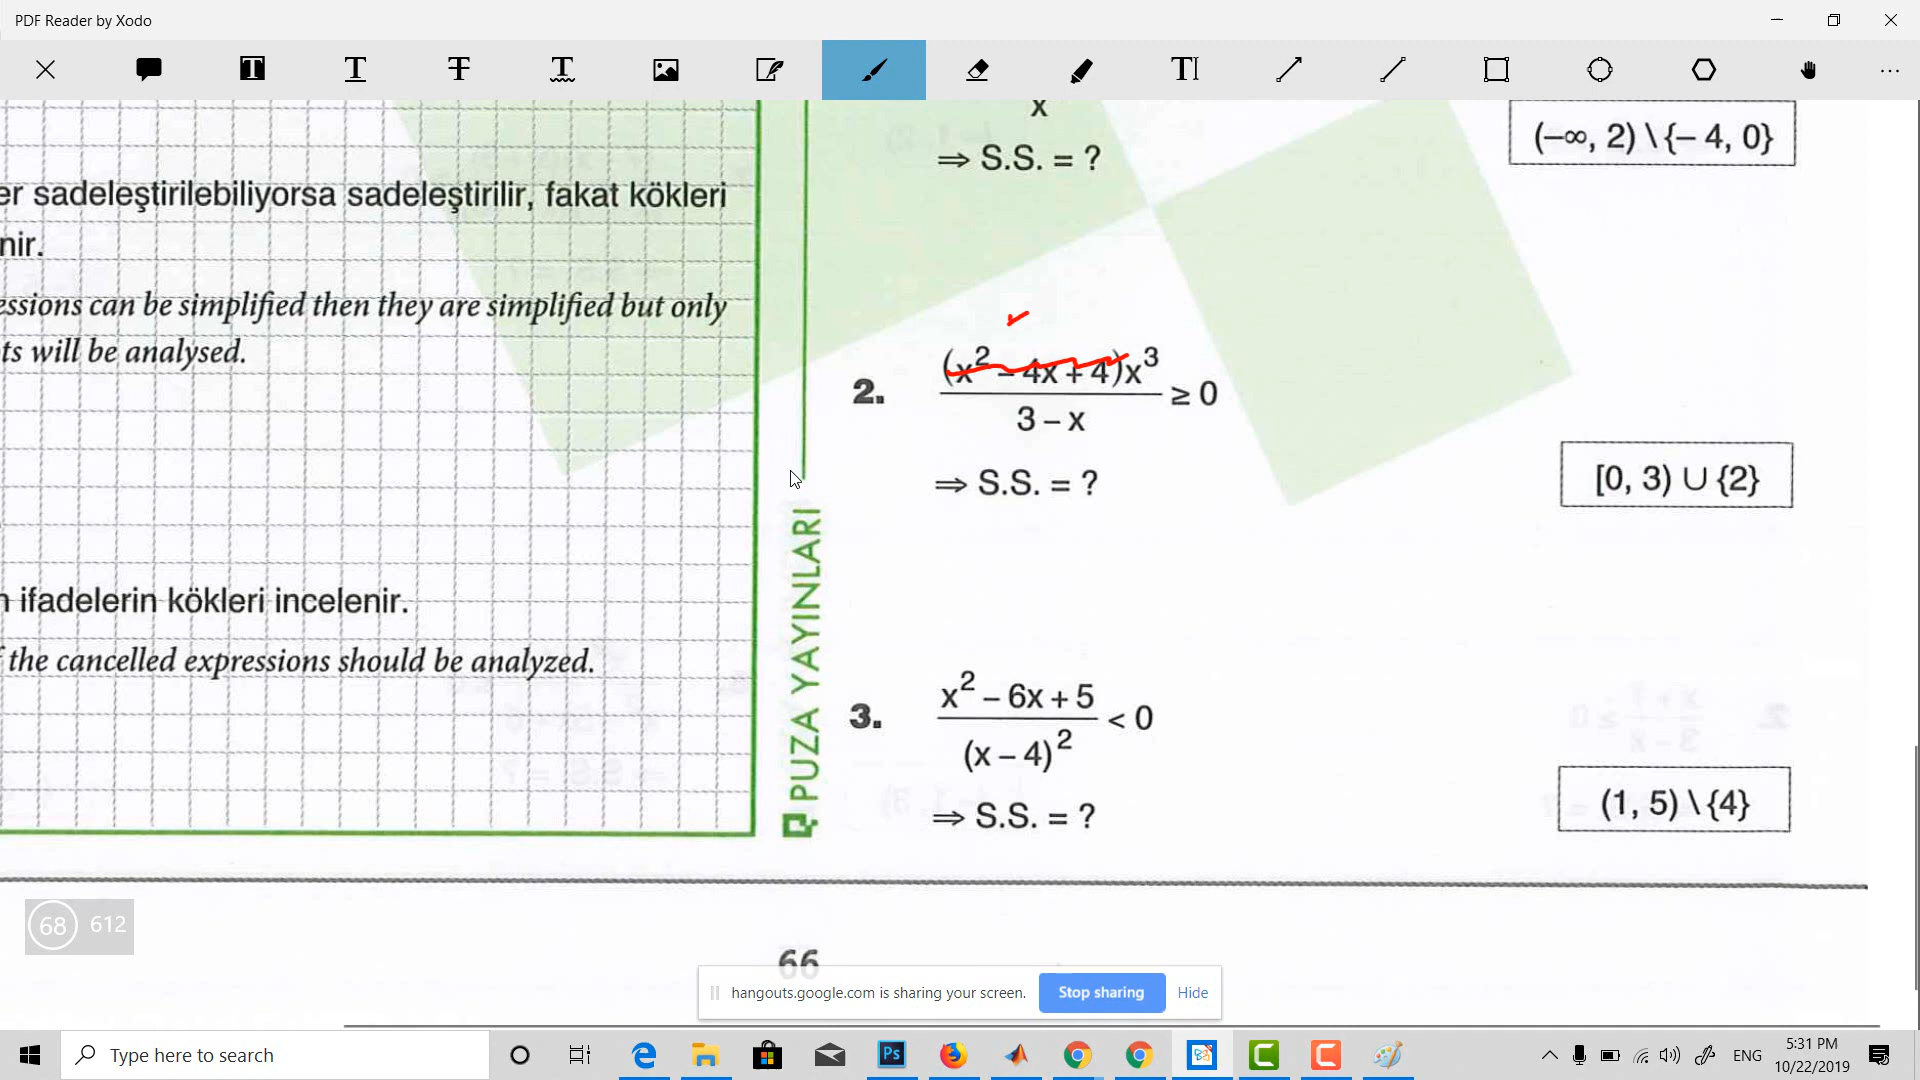 PDF Reader by Xodo
er sadeleştirilebiliyorsa sadeleştirilir, fakat kökleri
nir.
essions can be simplified then they are simplified but only
ts will be analysed.
n ifadelerin kökleri incelenir.
f the cancelled expressions should be analyzed.
PUZA YAYINLARI
x
⇒ S.S. = ?
(–∞, 2) \ {– 4, 0}
2. (x² – 4x + 4)x³
3 – x
≥ 0
⇒ S.S. = ?
[0, 3) ∪ {2}
3. x² – 6x + 5
(x – 4)²
< 0
⇒ S.S. = ?
(1, 5) \ {4}
68 612
66
hangouts.google.com is sharing your screen. Stop sharing Hide
Type here to search
ENG
5:31 PM
10/22/2019